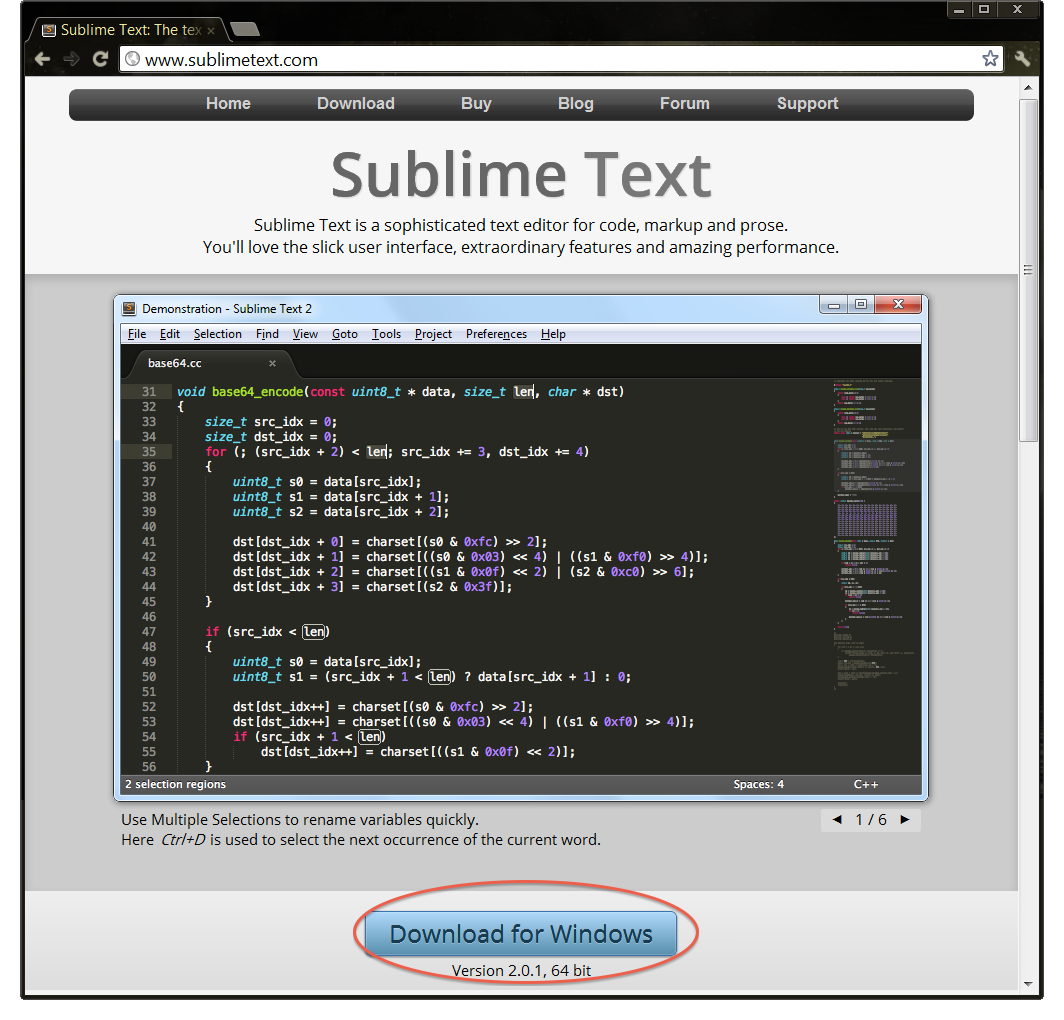 Sublime Text: The tex
www.sublimetext.com
Home Download Buy Blog Forum Support
Sublime Text
Sublime Text is a sophisticated text editor for code, markup and prose.
You'll love the slick user interface, extraordinary features and amazing performance.
Demonstration - Sublime Text 2
File Edit Selection Find View Goto Tools Project Preferences Help
base64.cc
31 void base64_encode(const uint8_t * data, size_t len, char * dst)
32 {
33     size_t src_idx = 0;
34     size_t dst_idx = 0;
35     for (; (src_idx + 2) < len; src_idx += 3, dst_idx += 4)
36     {
37         uint8_t s0 = data[src_idx];
38         uint8_t s1 = data[src_idx + 1];
39         uint8_t s2 = data[src_idx + 2];
40
41         dst[dst_idx + 0] = charset[(s0 & 0xfc) >> 2];
42         dst[dst_idx + 1] = charset[((s0 & 0x03) << 4) | ((s1 & 0xf0) >> 4)];
43         dst[dst_idx + 2] = charset[((s1 & 0x0f) << 2) | (s2 & 0xc0) >> 6];
44         dst[dst_idx + 3] = charset[(s2 & 0x3f)];
45     }
46
47     if (src_idx < len)
48     {
49         uint8_t s0 = data[src_idx];
50         uint8_t s1 = (src_idx + 1 < len) ? data[src_idx + 1] : 0;
51
52         dst[dst_idx++] = charset[(s0 & 0xfc) >> 2];
53         dst[dst_idx++] = charset[((s0 & 0x03) << 4) | ((s1 & 0xf0) >> 4)];
54         if (src_idx + 1 < len)
55             dst[dst_idx++] = charset[((s1 & 0x0f) << 2)];
56     }
2 selection regions Spaces: 4 C++
Use Multiple Selections to rename variables quickly.
Here Ctrl+D is used to select the next occurrence of the current word.
◄ 1 / 6 ►
Download for Windows
Version 2.0.1, 64 bit